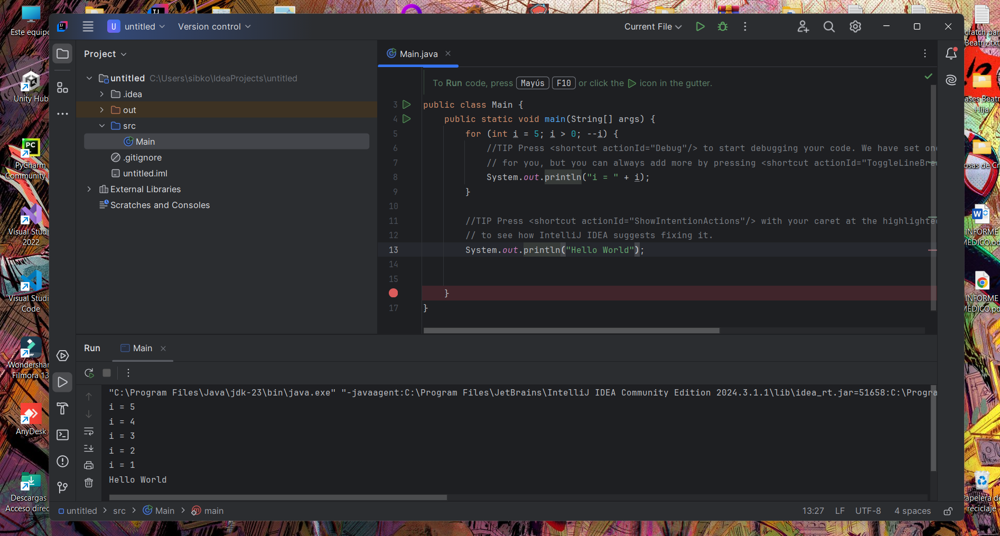 Este equipo
U untitled
Version control
Current File
Project
Main.java
untitled C:\Users\sibko\IdeaProjects\untitled
.idea
out
src
Main
.gitignore
untitled.iml
External Libraries
Scratches and Consoles
To Run code, press Mayús F10 or click the icon in the gutter.
3 public class Main {
4 public static void main(String[] args) {
5 for (int i = 5; i > 0; --i) {
6 //TIP Press <shortcut actionId="Debug"/> to start debugging your code. We have set one
7 // for you, but you can always add more by pressing <shortcut actionId="ToggleLineBre
8 System.out.println("i = " + i);
9 }
10
11 //TIP Press <shortcut actionId="ShowIntentionActions"/> with your caret at the highlighte
12 // to see how IntelliJ IDEA suggests fixing it.
13 System.out.println("Hello World");
14
15
}
17 }
Run
Main
"C:\Program Files\Java\jdk-23\bin\java.exe" "-javaagent:C:\Program Files\JetBrains\IntelliJ IDEA Community Edition 2024.3.1.1\lib\idea_rt.jar=51658:C:\Progra
i = 5
i = 4
i = 3
i = 2
i = 1
Hello World
untitled > src > Main > main
13:27 LF UTF-8 4 spaces
Unity Hub
PC
PyCharm
Community
Visual Studi
2022
Visual Studi
Code
Wondershar
Filmora 13
AnyDesk
Descargas
Acceso direc
cratch par
Beatriz.txt
ases Beatr
Hija
osas de Cr
W
INFORME
MÉDICO.od
INFORME
MÉDICO.pd
apelera de
reciclaje